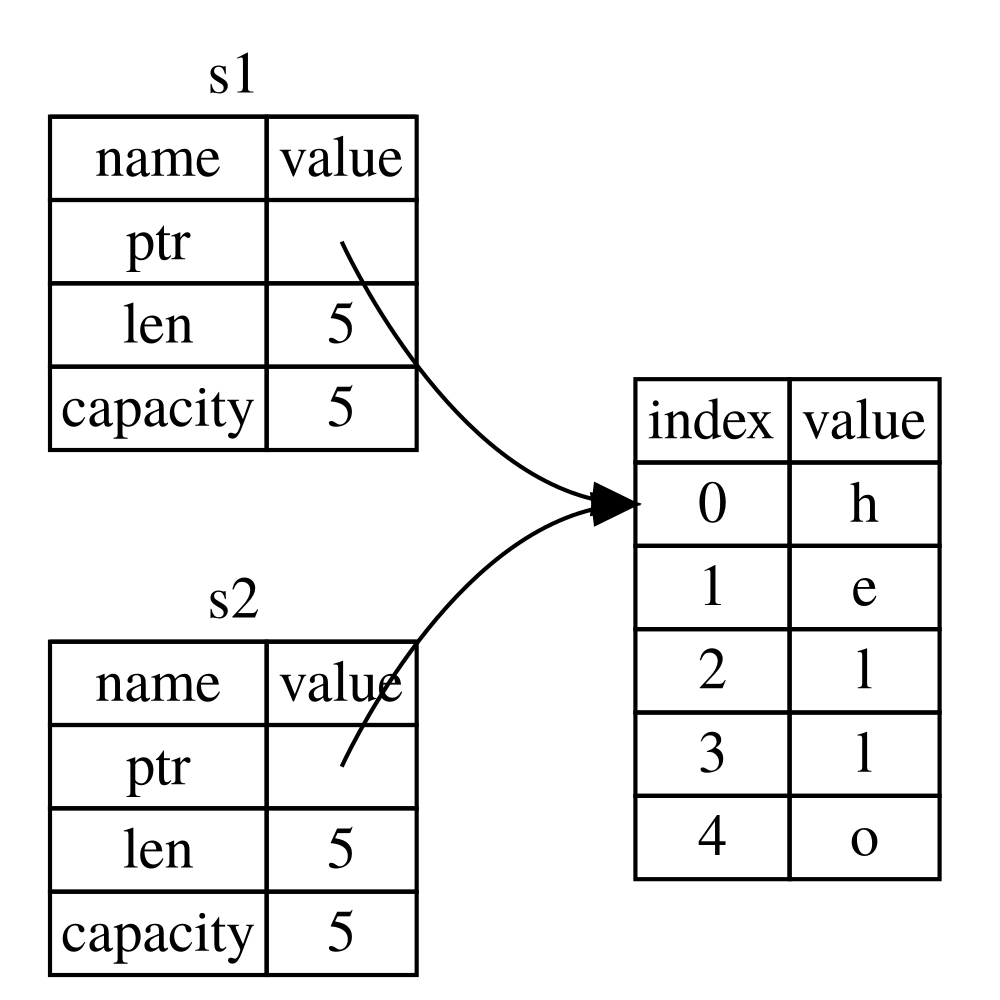 s1
name value
ptr
len 5
capacity 5
s2
name value
ptr
len 5
capacity 5
index value
0 h
1 e
2 l
3 l
4 o